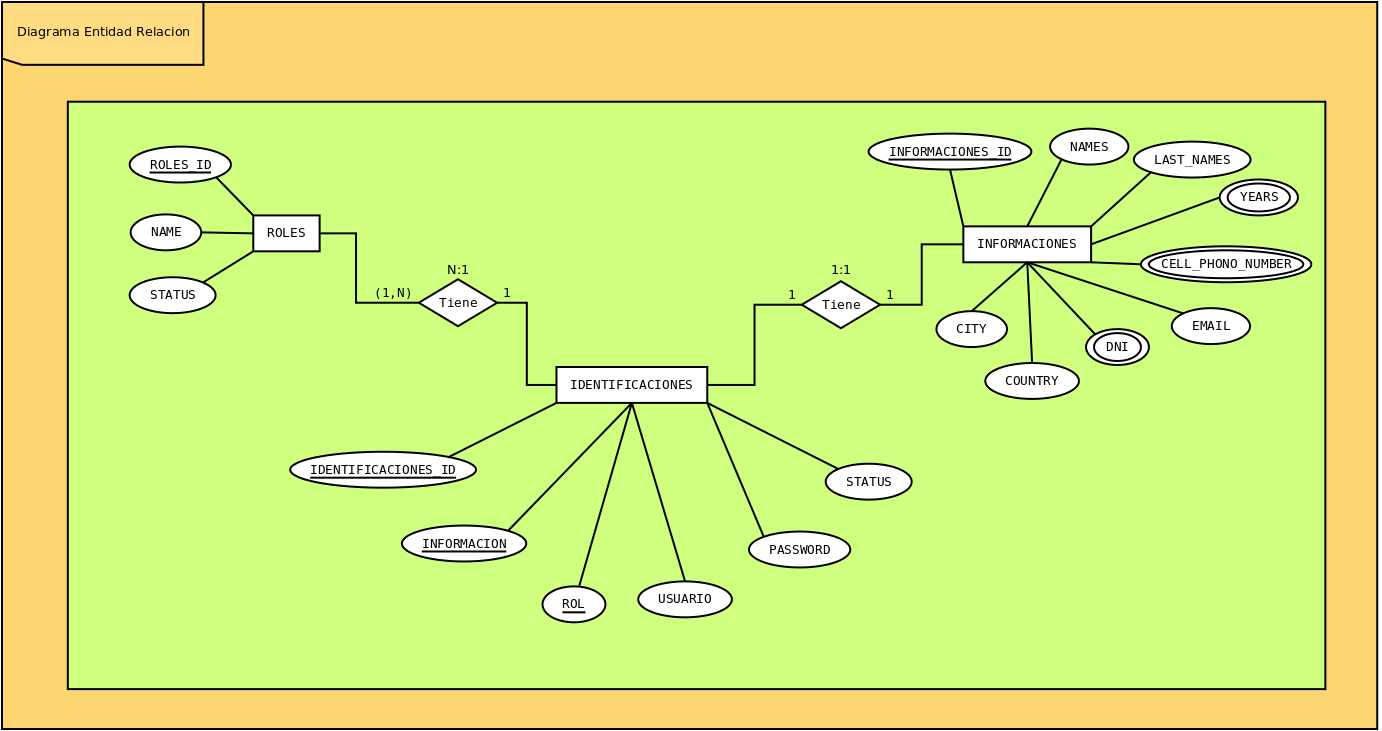 Diagrama Entidad Relacion
ROLES_ID
NAME
STATUS
ROLES
N:1
(1,N)
Tiene
1
IDENTIFICACIONES
1:1
1
Tiene
1
INFORMACIONES_ID
NAMES
LAST_NAMES
YEARS
INFORMACIONES
CELL_PHONO_NUMBER
CITY
EMAIL
DNI
COUNTRY
IDENTIFICACIONES_ID
INFORMACION
ROL
USUARIO
PASSWORD
STATUS